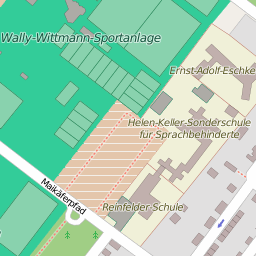 Wally-Wittmann-Sportanlage
Ernst-Adolf-Eschke
Helen-Keller-Sonderschule
für Sprachbehinderte
Maikäferpfad
Reinfelder-Schule